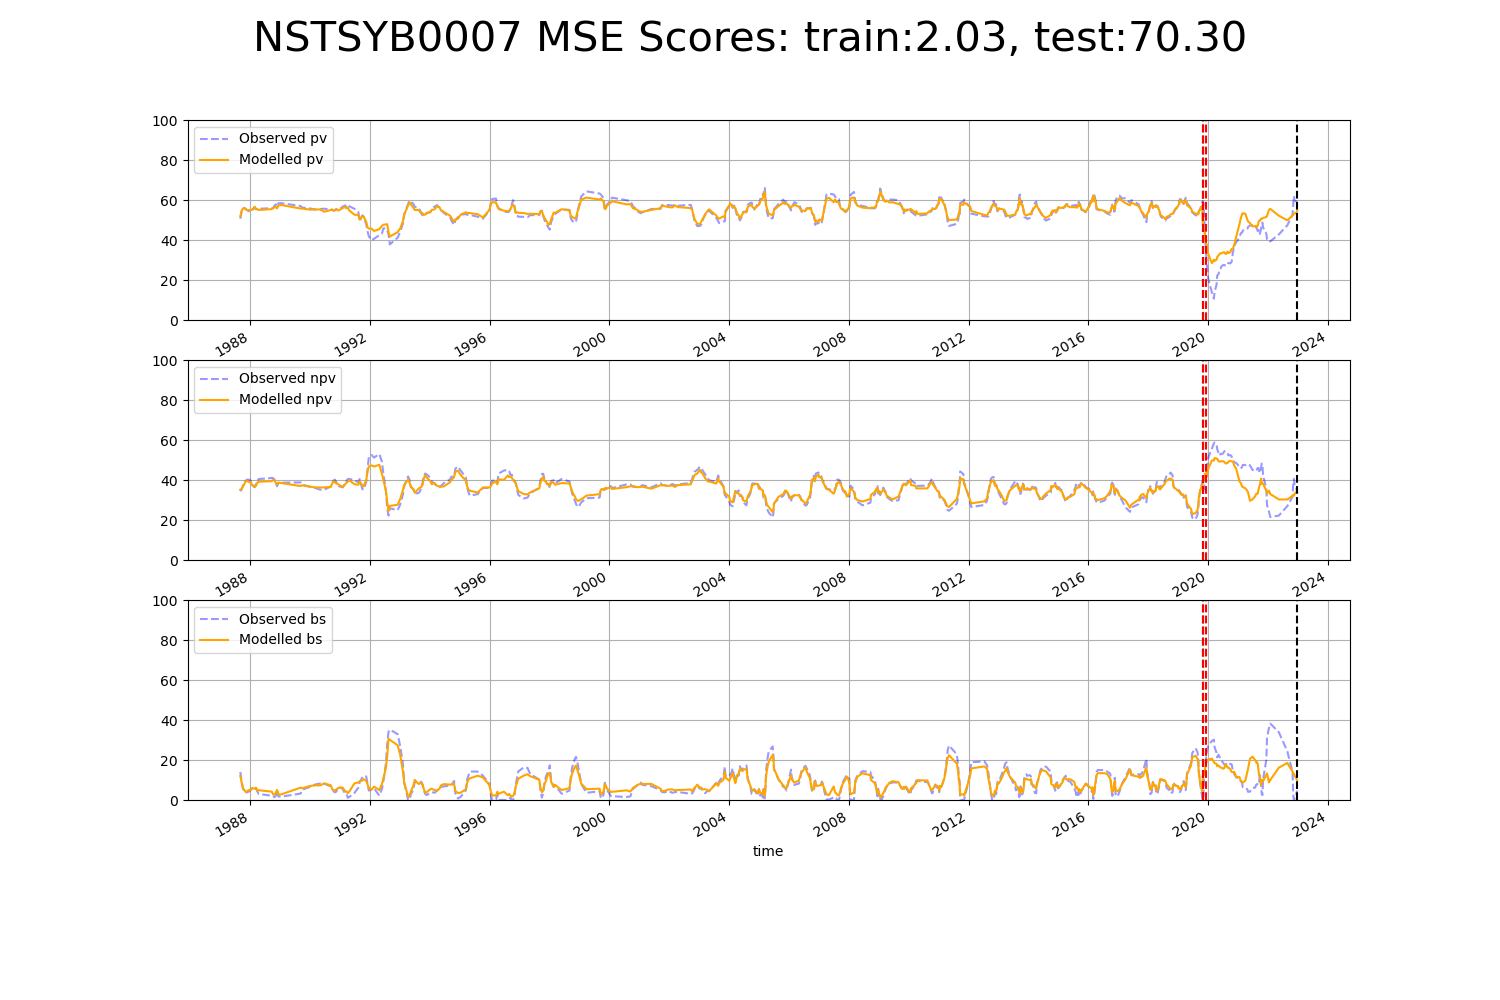 NSTSYB0007 MSE Scores: train:2.03, test:70.30
100
80
60
40
20
0
Observed pv
Modelled pv
1988 1992 1996 2000 2004 2008 2012 2016 2020 2024
100
80
60
40
20
0
Observed npv
Modelled npv
1988 1992 1996 2000 2004 2008 2012 2016 2020 2024
100
80
60
40
20
0
Observed bs
Modelled bs
1988 1992 1996 2000 2004 2008 2012 2016 2020 2024
time